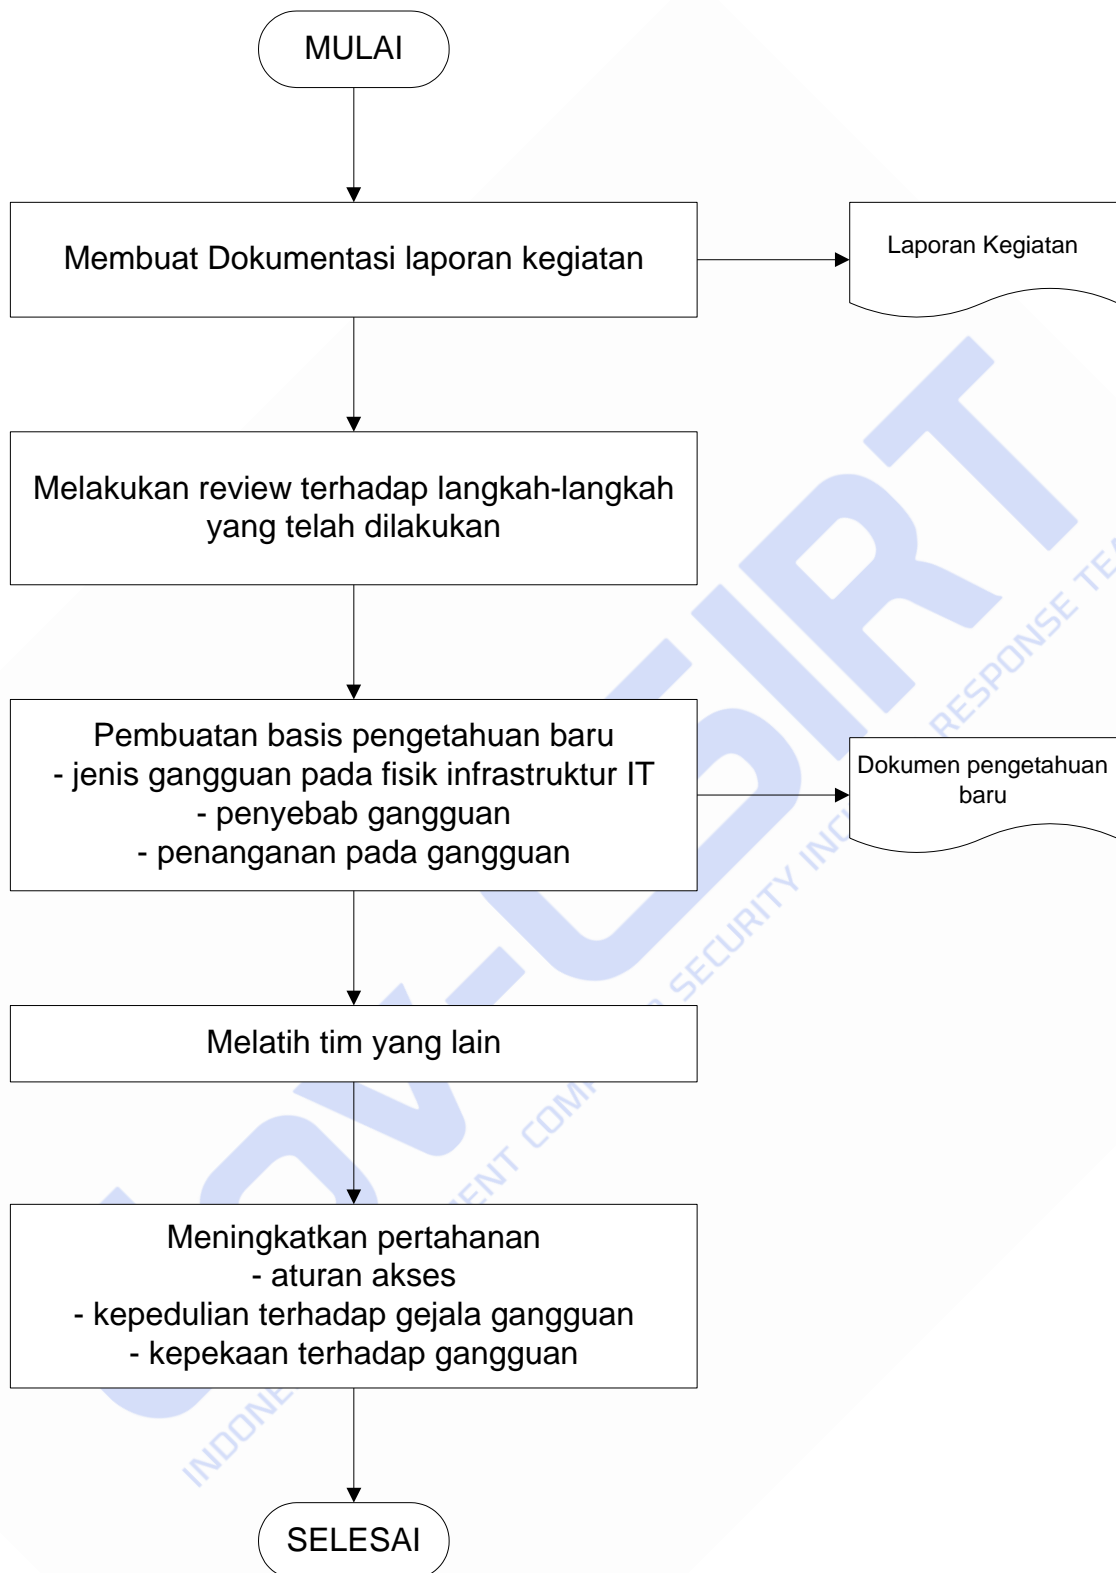 MULAI
Membuat Dokumentasi laporan kegiatan
Laporan Kegiatan
Melakukan review terhadap langkah-langkah
yang telah dilakukan
Pembuatan basis pengetahuan baru
- jenis gangguan pada fisik infrastruktur IT
- penyebab gangguan
- penanganan pada gangguan
Dokumen pengetahuan
baru
Melatih tim yang lain
Meningkatkan pertahanan
- aturan akses
- kepedulian terhadap gejala gangguan
- kepekaan terhadap gangguan
SELESAI